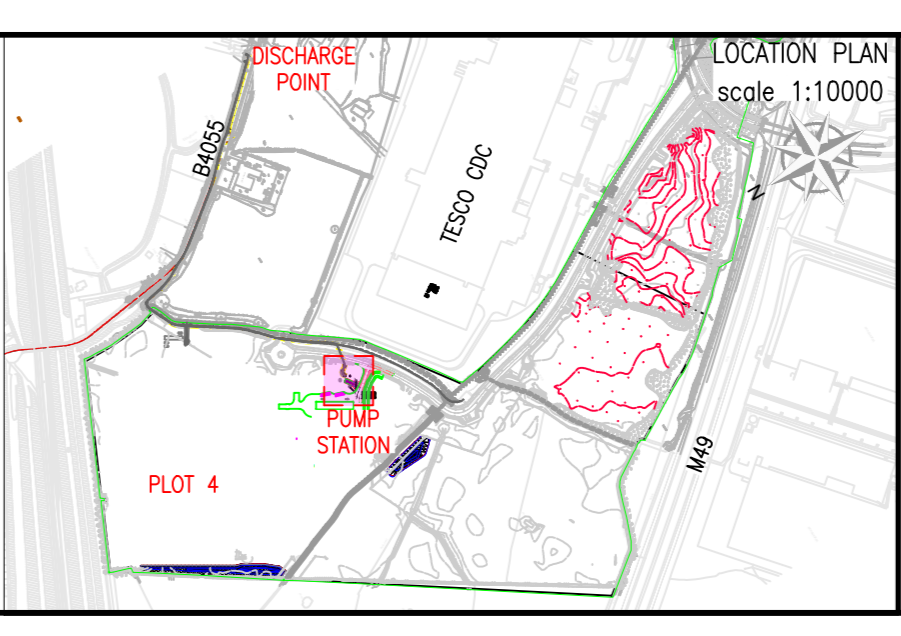 DISCHARGE
POINT
LOCATION PLAN
scale 1:10000
B4055
TESCO CDC
N
PUMP
STATION
M49
PLOT 4